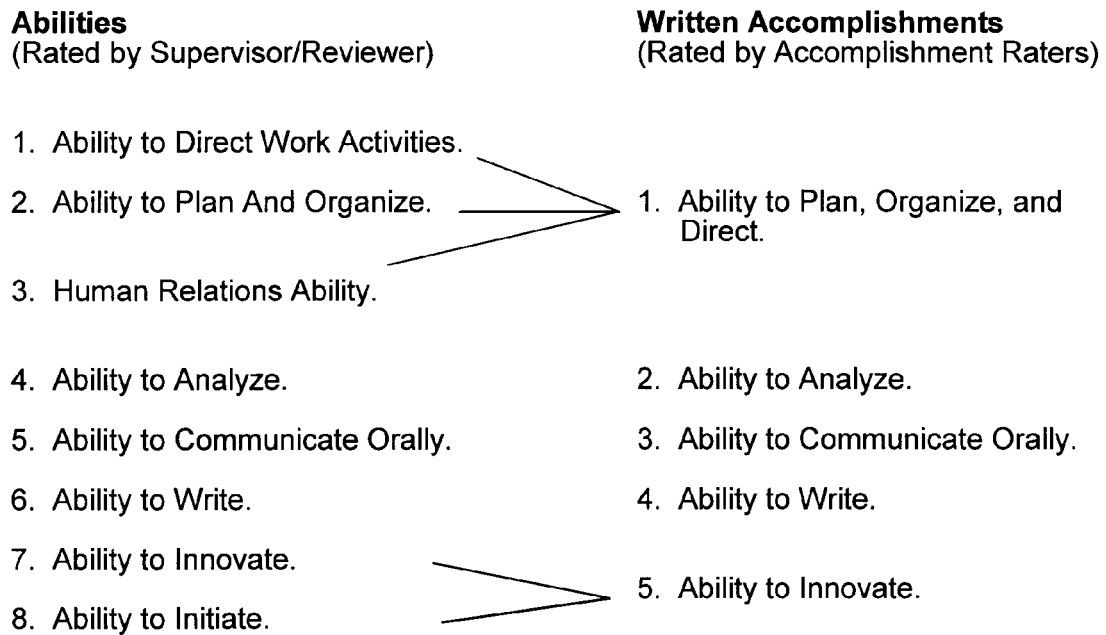 Abilities
(Rated by Supervisor/Reviewer)
1. Ability to Direct Work Activities.
2. Ability to Plan And Organize.
3. Human Relations Ability.
4. Ability to Analyze.
5. Ability to Communicate Orally.
6. Ability to Write.
7. Ability to Innovate.
8. Ability to Initiate.
Written Accomplishments
(Rated by Accomplishment Raters)
1. Ability to Plan, Organize, and
Direct.
2. Ability to Analyze.
3. Ability to Communicate Orally.
4. Ability to Write.
5. Ability to Innovate.